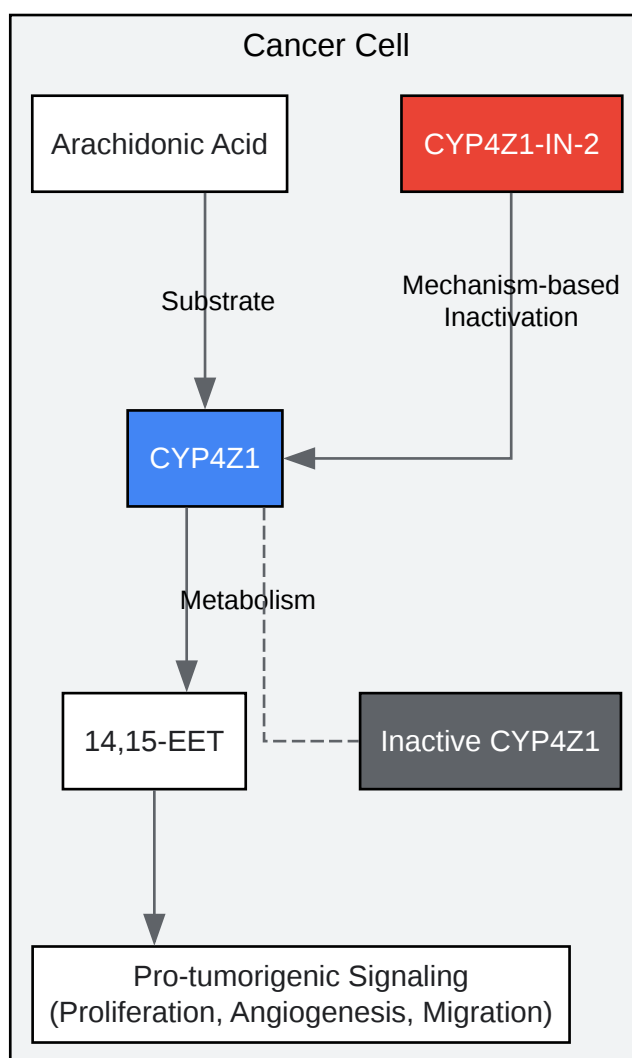 Cancer Cell
Arachidonic Acid
CYP4Z1-IN-2
Substrate
Mechanism-based
Inactivation
CYP4Z1
Metabolism
14,15-EET
Inactive CYP4Z1
Pro-tumorigenic Signaling
(Proliferation, Angiogenesis, Migration)